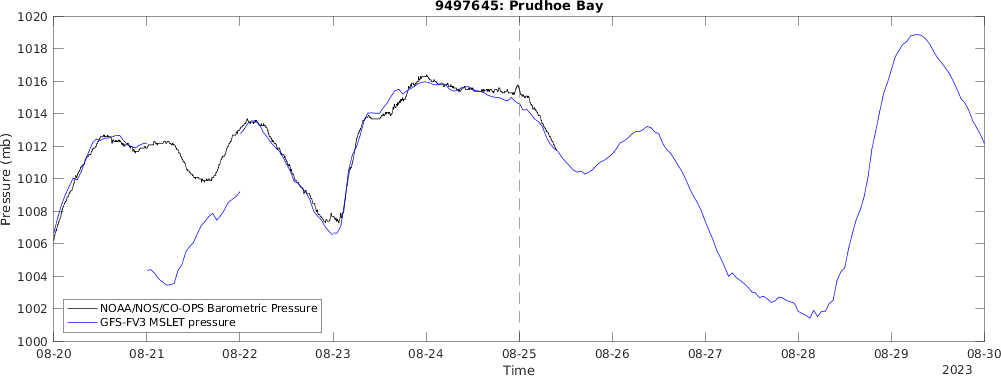 9497645: Prudhoe Bay
Pressure (mb)
1020
1018
1016
1014
1012
1010
1008
1006
1004
1002
1000
NOAA/NOS/CO-OPS Barometric Pressure
GFS-FV3 MSLET pressure
08-20 08-21 08-22 08-23 08-24 08-25 08-26 08-27 08-28 08-29 08-30
Time
2023